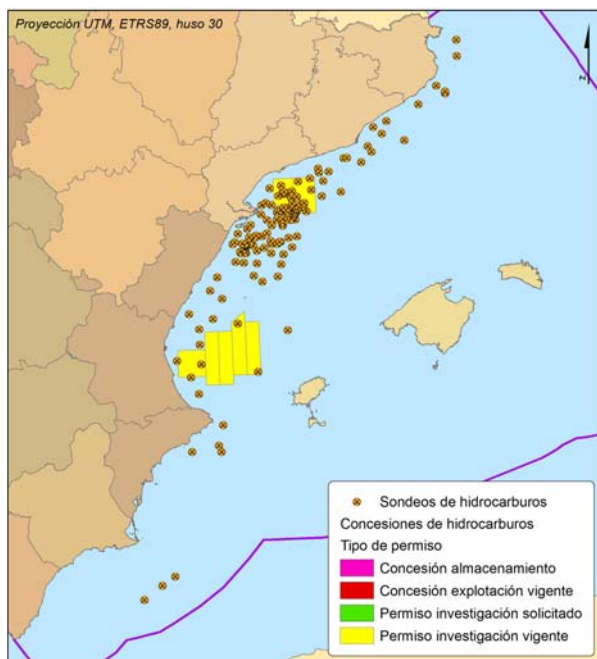 Proyección UTM, ETRS89, huso 30
N
Sondeos de hidrocarburos
Concesiones de hidrocarburos
Tipo de permiso
Concesión almacenamiento
Concesión explotación vigente
Permiso investigación solicitado
Permiso investigación vigente